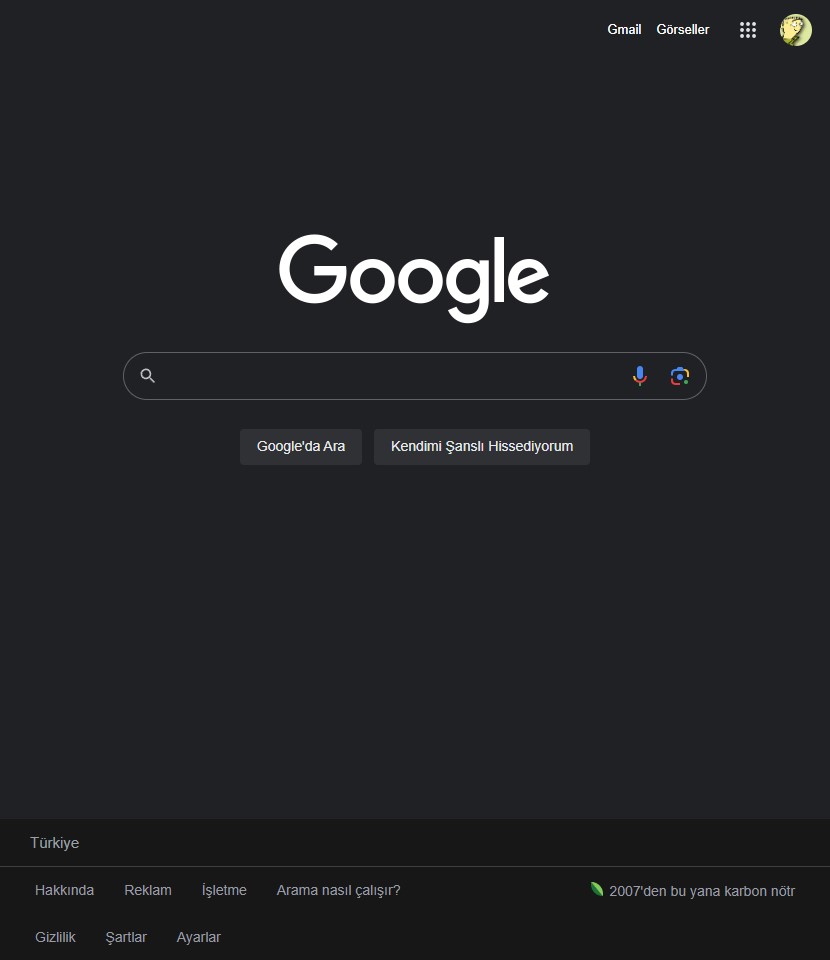 Gmail Görseller
Google
Google'da Ara Kendimi Şanslı Hissediyorum
Türkiye
Hakkında Reklam İşletme Arama nasıl çalışır? 2007'den bu yana karbon nötr
Gizlilik Şartlar Ayarlar